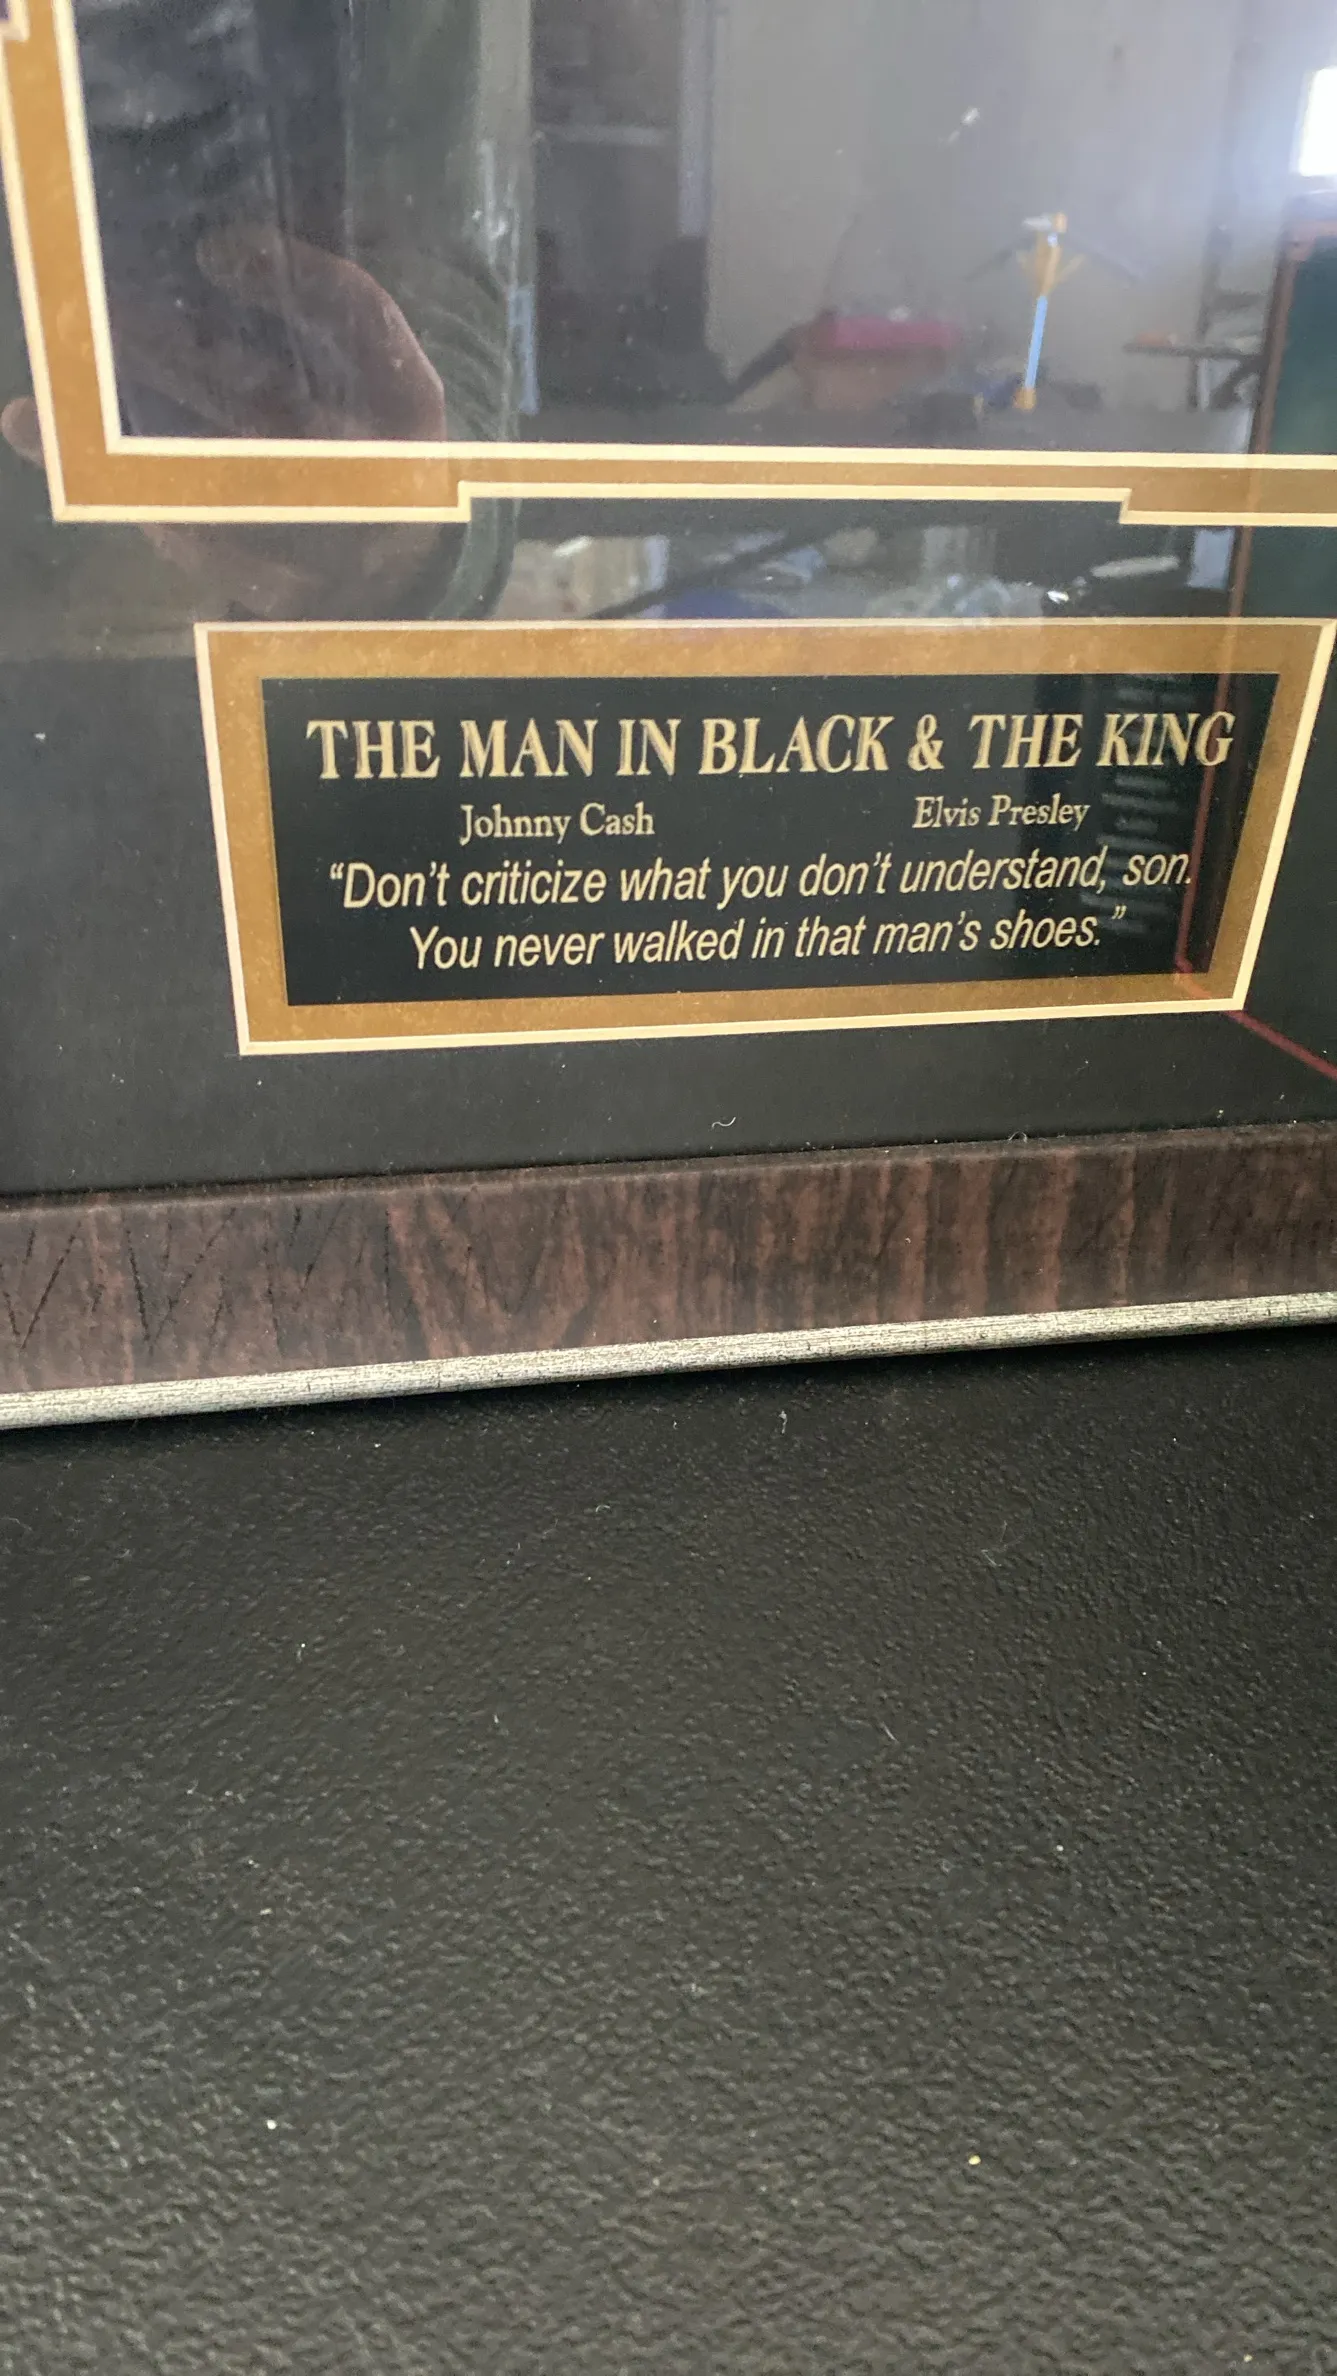 THE MAN IN BLACK & THE KING
Johnny Cash Elvis Presley
“Don’t criticize what you don’t understand, son.
You never walked in that man’s shoes.”